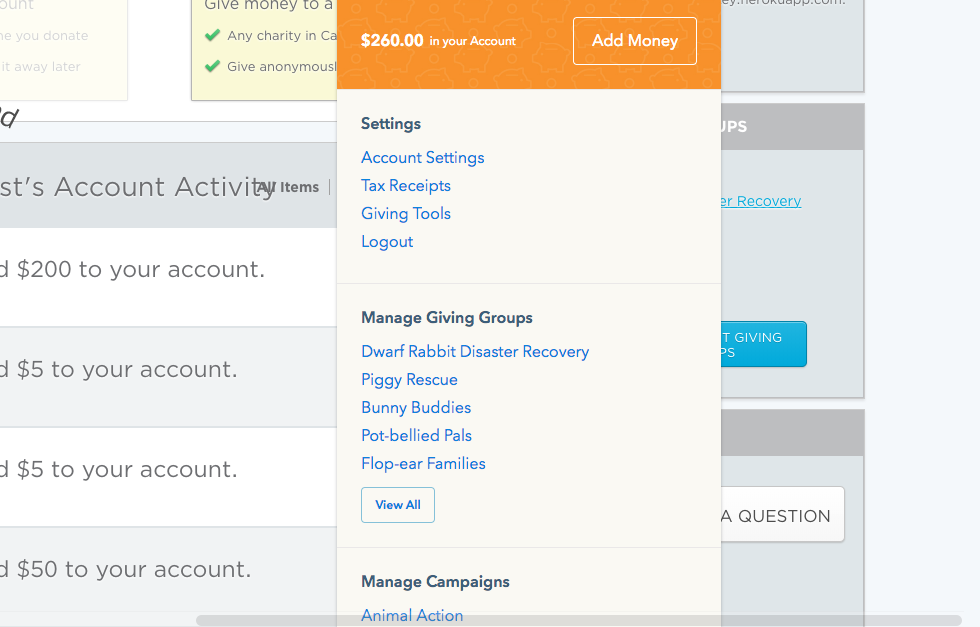 ount
ne you donate
it away later
Give money to a
Any charity in Ca
Give anonymousl
$260.00 in your Account
Add Money
ey.herokuapp.com.
Settings
Account Settings
Tax Receipts
Giving Tools
Logout
UPS
er Recovery
st's Account Activity
All Items |
d $200 to your account.
d $5 to your account.
d $5 to your account.
d $50 to your account.
Manage Giving Groups
Dwarf Rabbit Disaster Recovery
Piggy Rescue
Bunny Buddies
Pot-bellied Pals
Flop-ear Families
View All
T GIVING
PS
A QUESTION
Manage Campaigns
Animal Action